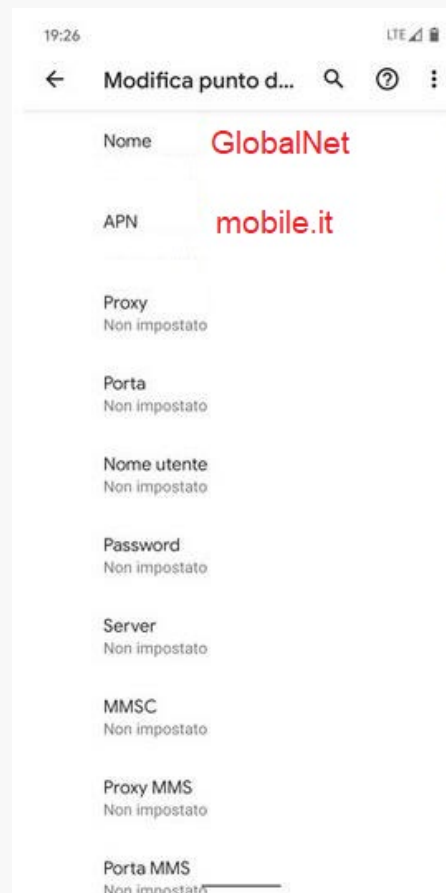 19:26 LTE
Modifica punto d...
Nome GlobalNet
APN mobile.it
Proxy
Non impostato
Porta
Non impostato
Nome utente
Non impostato
Password
Non impostato
Server
Non impostato
MMSC
Non impostato
Proxy MMS
Non impostato
Porta MMS
Non impostato